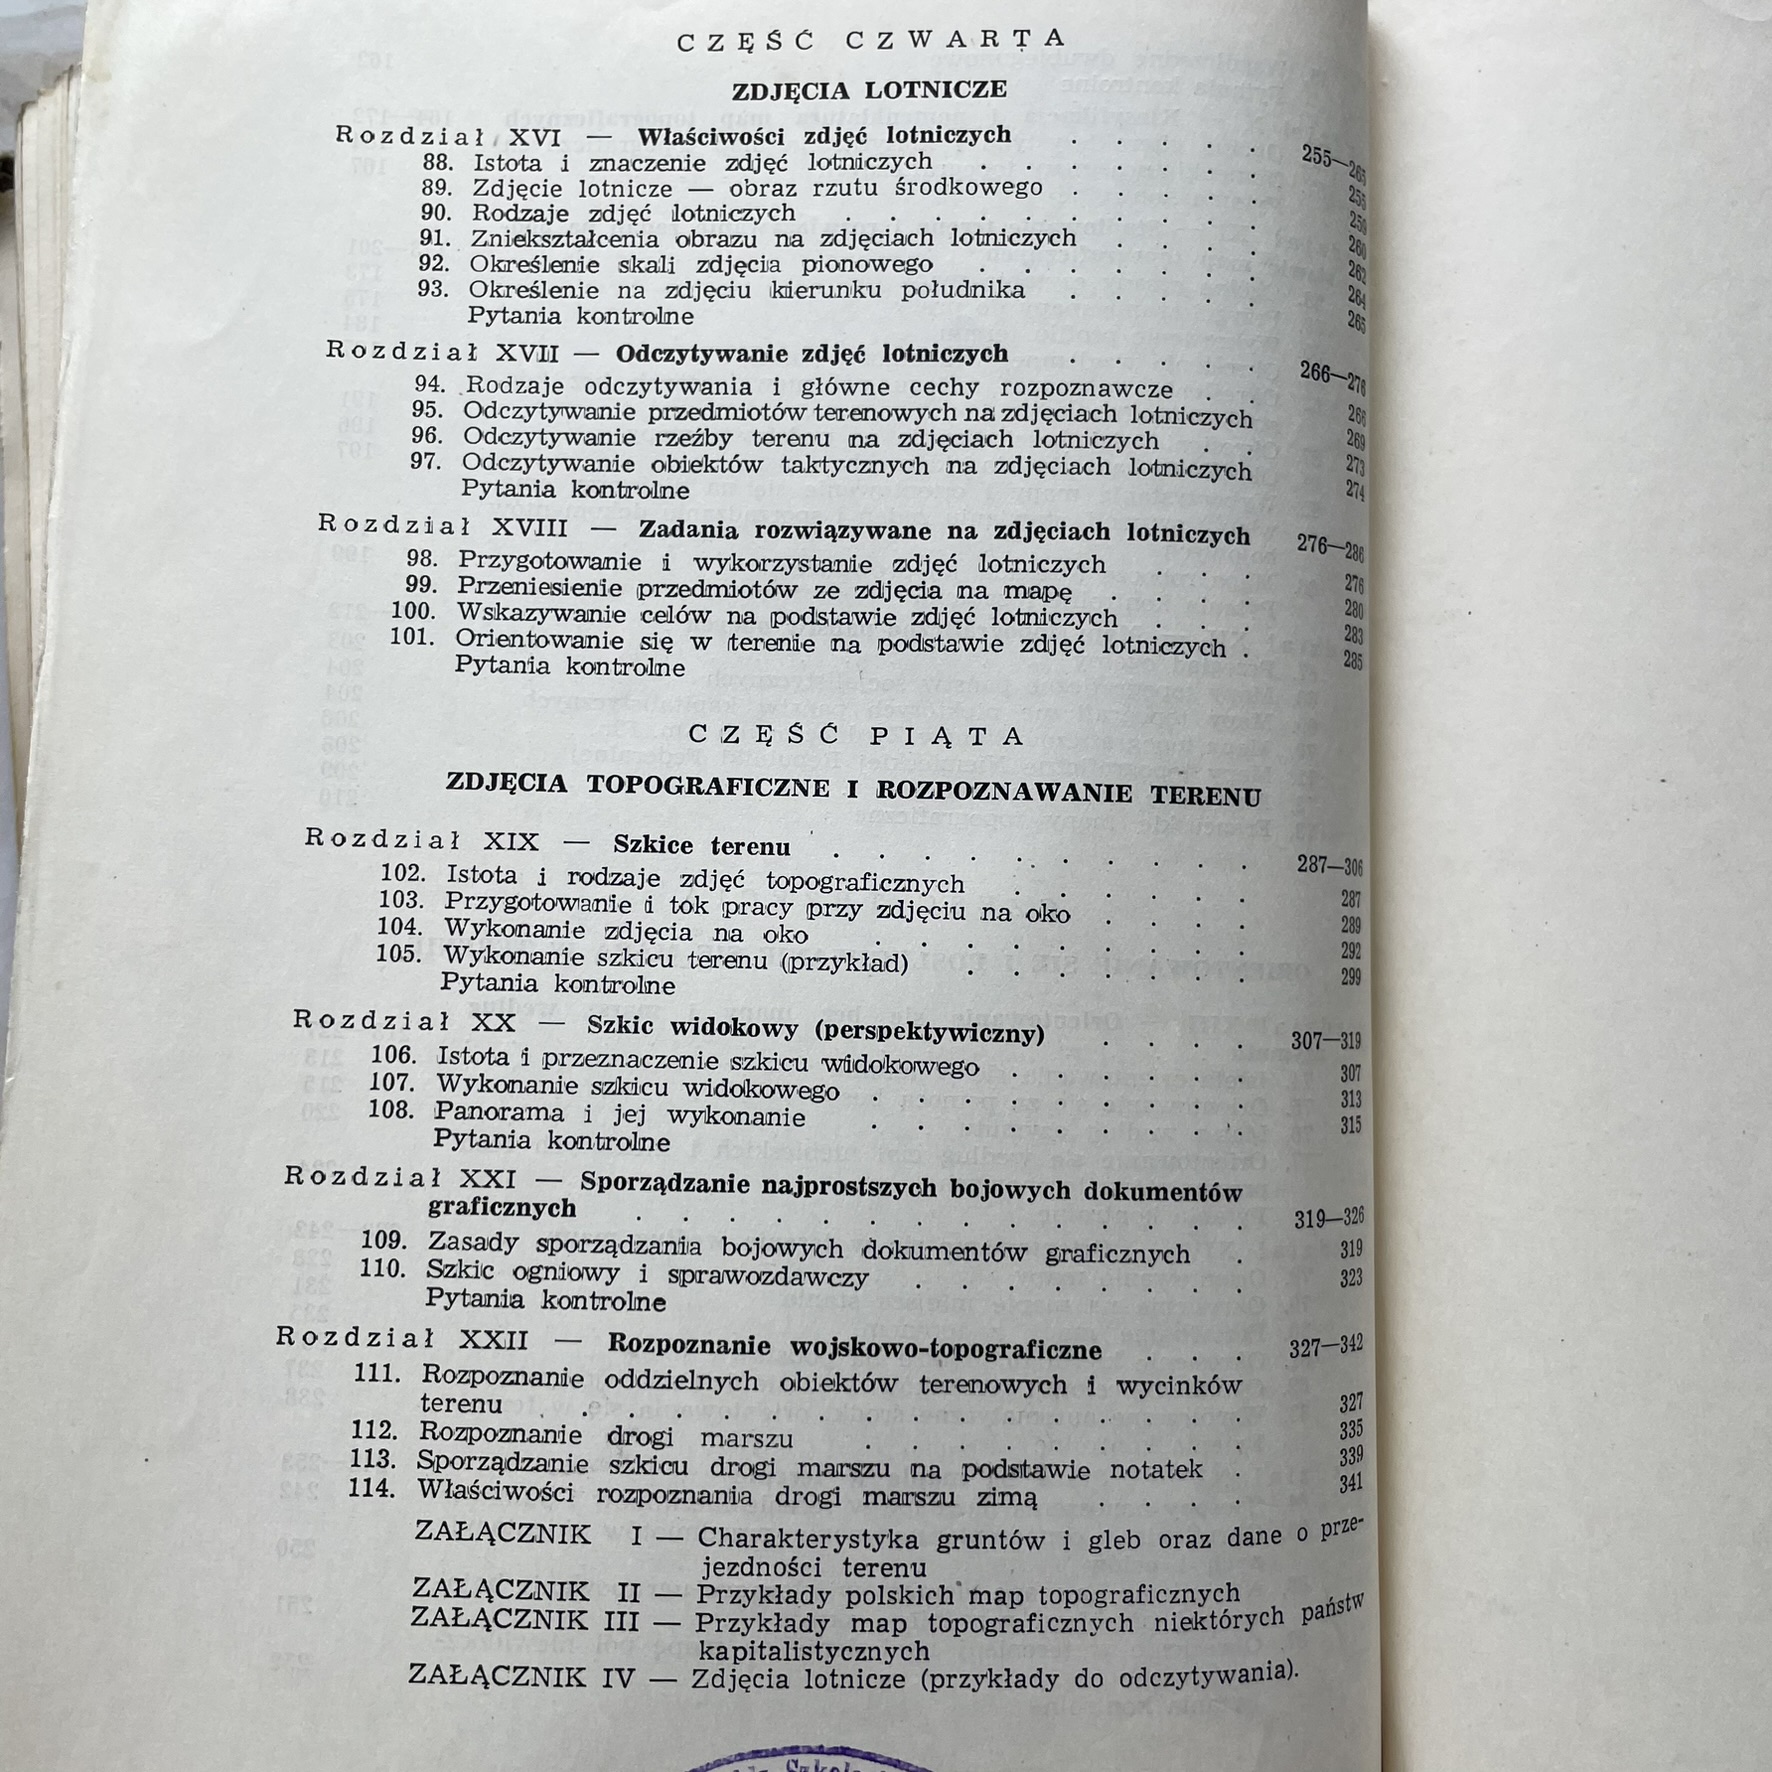 CZĘŚĆ CZWARTA
ZDJĘCIA LOTNICZE
Rozdział XVI — Właściwości zdjęć lotniczych . . . . . 255—265
88. Istota i znaczenie zdjęć lotniczych . . . . . . . 255
89. Zdjęcie lotnicze — obraz rzutu środkowego . . . . . 259
90. Rodzaje zdjęć lotniczych . . . . . . . . . 260
91. Zniekształcenia obrazu na zdjęciach lotniczych . . . . 262
92. Określenie skali zdjęcia pionowego . . . . . . . 264
93. Określenie na zdjęciu kierunku południka . . . . . 265
Pytania kontrolne
Rozdział XVII — Odczytywanie zdjęć lotniczych . . . . . 266—276
94. Rodzaje odczytywania i główne cechy rozpoznawcze . . 266
95. Odczytywanie przedmiotów terenowych na zdjęciach lotniczych 269
96. Odczytywanie rzeźby terenu na zdjęciach lotniczych . . 273
97. Odczytywanie obiektów taktycznych na zdjęciach lotniczych 274
Pytania kontrolne
Rozdział XVIII — Zadania rozwiązywane na zdjęciach lotniczych 276—286
98. Przygotowanie i wykorzystanie zdjęć lotniczych . . . 276
99. Przeniesienie przedmiotów ze zdjęcia na mapę . . . . 280
100. Wskazywanie celów na podstawie zdjęć lotniczych . . . 283
101. Orientowanie się w terenie na podstawie zdjęć lotniczych . 285
Pytania kontrolne
CZĘŚĆ PIĄTA
ZDJĘCIA TOPOGRAFICZNE I ROZPOZNAWANIE TERENU
Rozdział XIX — Szkice terenu . . . . . . . . . . 287—306
102. Istota i rodzaje zdjęć topograficznych . . . . . . 287
103. Przygotowanie i tok pracy przy zdjęciu na oko . . . . 289
104. Wykonanie zdjęcia na oko . . . . . . . . . 292
105. Wykonanie szkicu terenu (przykład) . . . . . . . 299
Pytania kontrolne
Rozdział XX — Szkic widokowy (perspektywiczny) . . . . 307—319
106. Istota i przeznaczenie szkicu widokowego . . . . . . 307
107. Wykonanie szkicu widokowego . . . . . . . . . 313
108. Panorama i jej wykonanie . . . . . . . . . 315
Pytania kontrolne
Rozdział XXI — Sporządzanie najprostszych bojowych dokumentów
graficznych . . . . . . . . . . . . . . 319—326
109. Zasady sporządzania bojowych dokumentów graficznych . 319
110. Szkic ogniowy i sprawozdawczy . . . . . . . . 323
Pytania kontrolne
Rozdział XXII — Rozpoznanie wojskowo-topograficzne . . . 327—342
111. Rozpoznanie oddzielnych obiektów terenowych i wycinków
terenu . . . . . . . . . . . . . . . . 327
112. Rozpoznanie drogi marszu . . . . . . . . . 335
113. Sporządzanie szkicu drogi marszu na podstawie notatek . 339
114. Właściwości rozpoznania drogi marszu zimą . . . . 341
ZAŁĄCZNIK I — Charakterystyka gruntów i gleb oraz dane o prze-
jezdności terenu
ZAŁĄCZNIK II — Przykłady polskich map topograficznych
ZAŁĄCZNIK III — Przykłady map topograficznych niektórych państw
kapitalistycznych
ZAŁĄCZNIK IV — Zdjęcia lotnicze (przykłady do odczytywania).